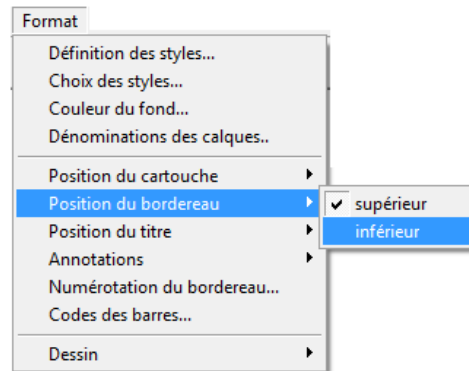 Format
Définition des styles...
Choix des styles...
Couleur du fond...
Dénominations des calques..
Position du cartouche
Position du bordereau
supérieur
inférieur
Position du titre
Annotations
Numérotation du bordereau...
Codes des barres...
Dessin